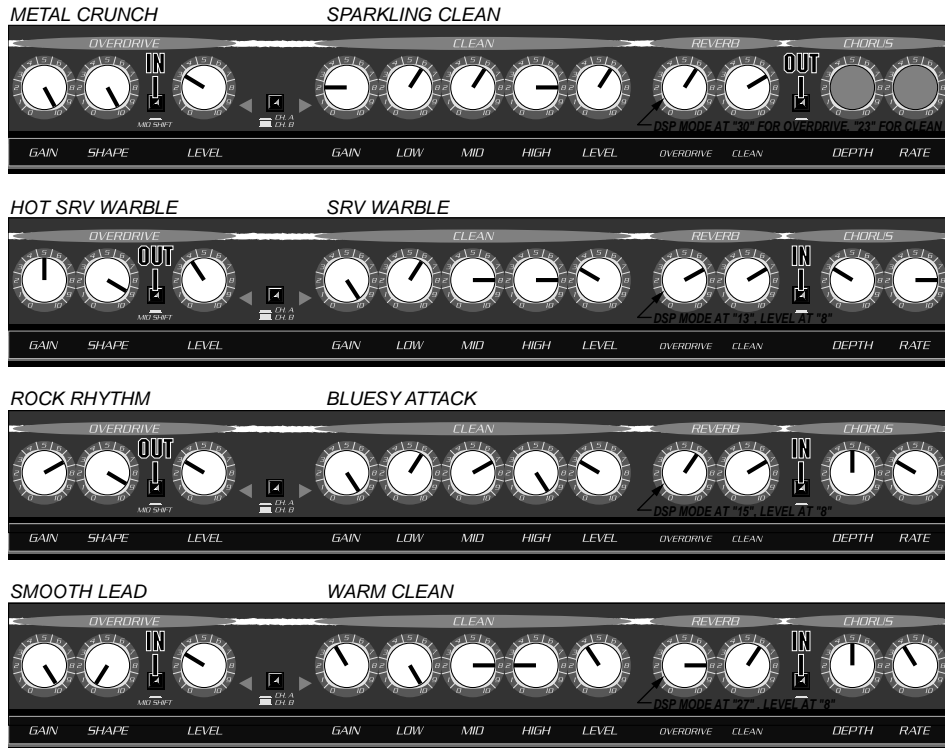 METAL CRUNCH SPARKLING CLEAN
OVERDRIVE CLEAN REVERB CHORUS
IN OUT
MID SHIFT CH. A
CH. B
DSP MODE AT "30" FOR OVERDRIVE, "23" FOR CLEAN
GAIN SHAPE LEVEL GAIN LOW MID HIGH LEVEL OVERDRIVE CLEAN DEPTH RATE
HOT SRV WARBLE SRV WARBLE
OVERDRIVE CLEAN REVERB CHORUS
OUT IN
MID SHIFT CH. A
CH. B
DSP MODE AT "13", LEVEL AT "8"
GAIN SHAPE LEVEL GAIN LOW MID HIGH LEVEL OVERDRIVE CLEAN DEPTH RATE
ROCK RHYTHM BLUESY ATTACK
OVERDRIVE CLEAN REVERB CHORUS
OUT IN
MID SHIFT CH. A
CH. B
DSP MODE AT "15", LEVEL AT "8"
GAIN SHAPE LEVEL GAIN LOW MID HIGH LEVEL OVERDRIVE CLEAN DEPTH RATE
SMOOTH LEAD WARM CLEAN
OVERDRIVE CLEAN REVERB CHORUS
IN IN
MID SHIFT CH. A
CH. B
DSP MODE AT "27", LEVEL AT "8"
GAIN SHAPE LEVEL GAIN LOW MID HIGH LEVEL OVERDRIVE CLEAN DEPTH RATE